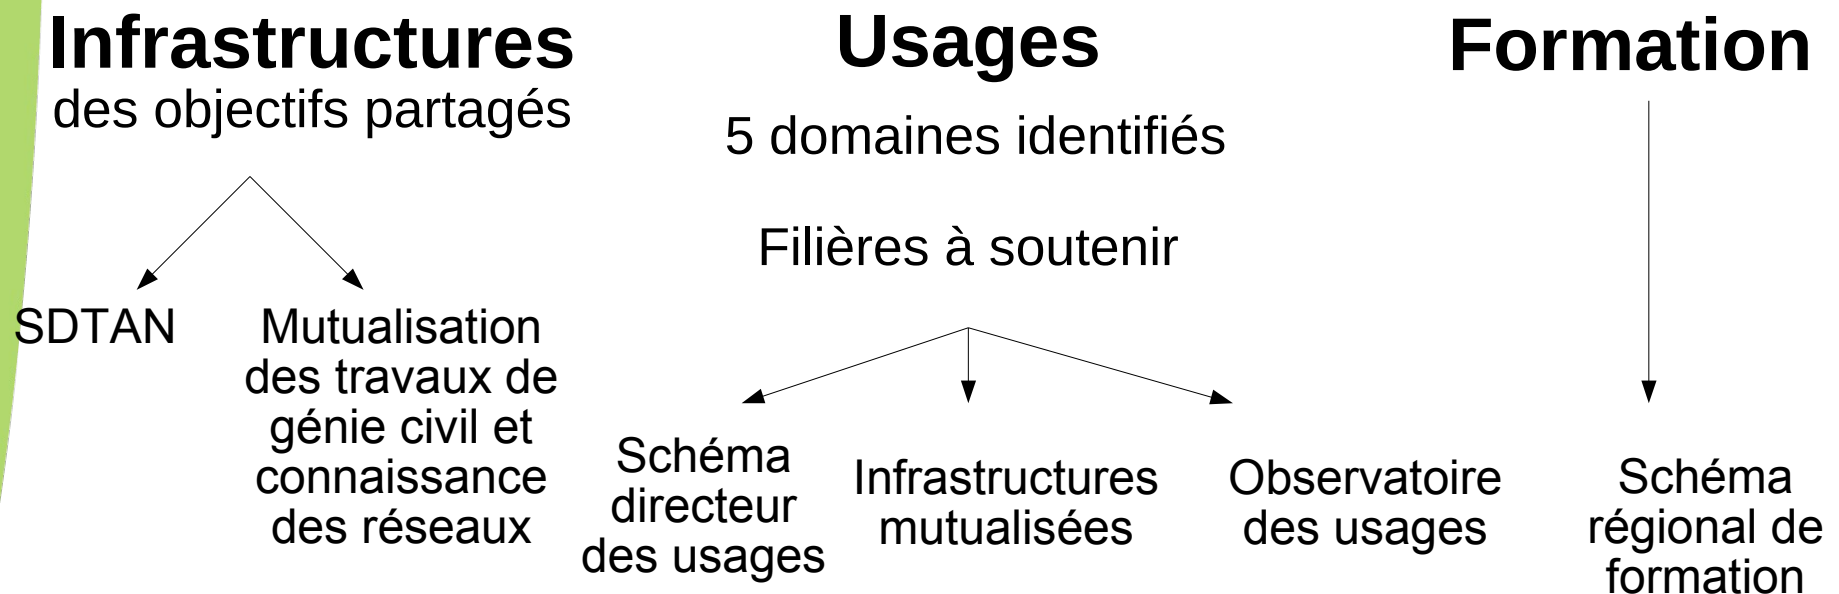 Infrastructures
des objectifs partagés
SDTAN
Mutualisation
des travaux de
génie civil et
connaissance
des réseaux
Usages
5 domaines identifiés
Filières à soutenir
Schéma
directeur
des usages
Infrastructures
mutualisées
Observatoire
des usages
Formation
Schéma
régional de
formation